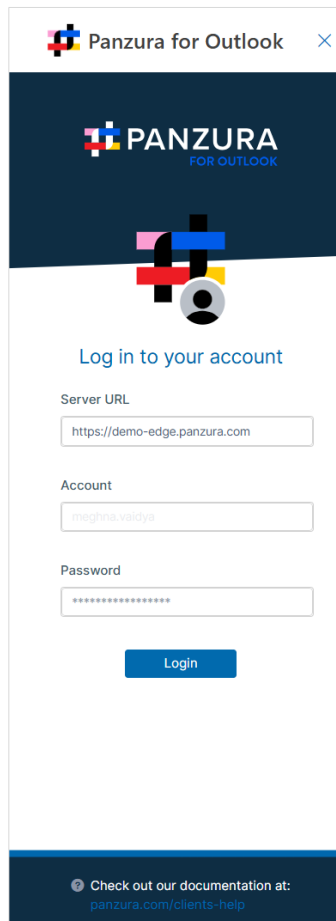 Panzura for Outlook
PANZURA
FOR OUTLOOK
Log in to your account
Server URL
https://demo-edge.panzura.com
Account
meghna.vaidya
Password
*****************
Login
Check out our documentation at:
panzura.com/clients-help